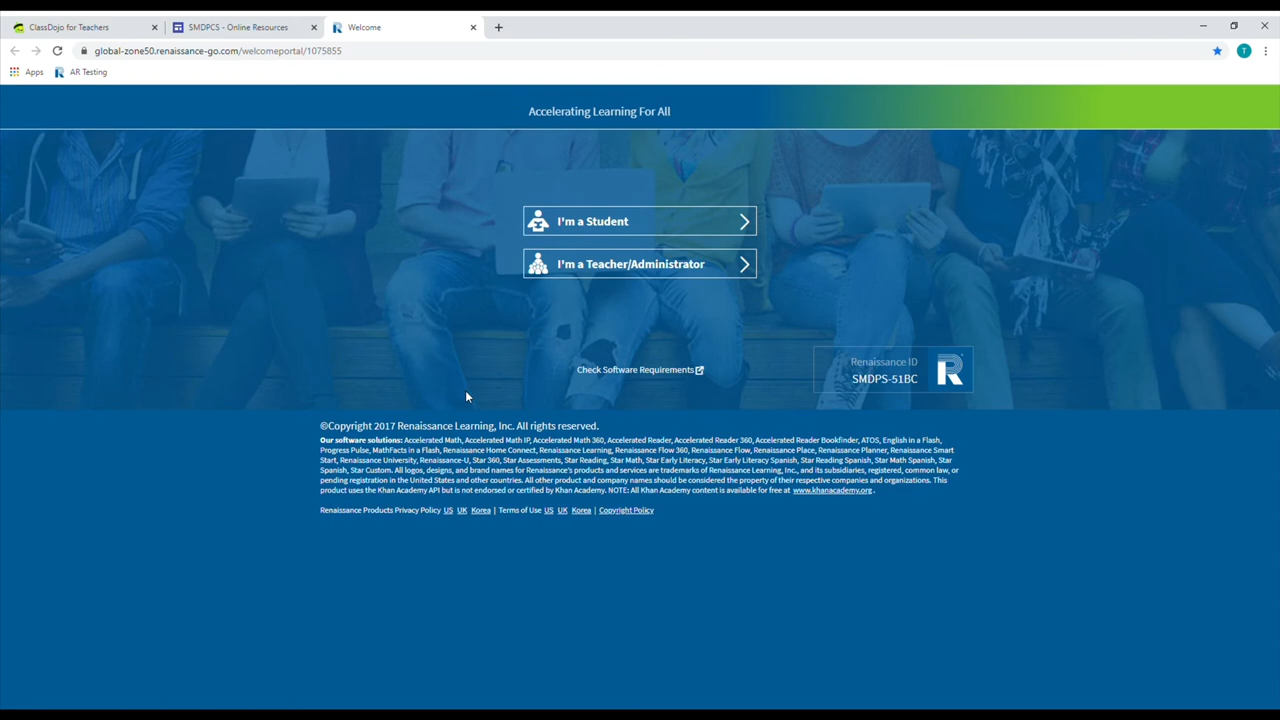 ClassDojo for Teachers
SMDPCS - Online Resources
Welcome
global-zone50.renaissance-go.com/welcomeportal/1075855
T
Apps
AR Testing
Accelerating Learning For All
I'm a Student
I'm a Teacher/Administrator
Check Software Requirements
Renaissance ID
SMDPS-51BC
R
©Copyright 2017 Renaissance Learning, Inc. All rights reserved.
Our software solutions: Accelerated Math, Accelerated Math IP, Accelerated Math 360, Accelerated Reader, Accelerated Reader 360, Accelerated Reader Bookfinder, ATOS, English in a Flash,
Progress Pulse, MathFacts in a Flash, Renaissance Home Connect, Renaissance Learning, Renaissance Flow 360, Renaissance Flow, Renaissance Place, Renaissance Planner, Renaissance Smart
Start, Renaissance University, Renaissance-U, Star 360, Star Assessments, Star Reading, Star Math, Star Early Literacy, Star Early Literacy Spanish, Star Reading Spanish, Star Math Spanish, Star
Spanish, Star Custom. All logos, designs, and brand names for Renaissance's products and services are trademarks of Renaissance Learning, Inc., and its subsidiaries, registered, common law, or
pending registration in the United States and other countries. All other product and company names should be considered the property of their respective companies and organizations. This
product uses the Khan Academy API but is not endorsed or certified by Khan Academy. NOTE: All Khan Academy content is available for free at www.khanacademy.org.
Renaissance Products Privacy Policy US UK Korea | Terms of Use US UK Korea | Copyright Policy